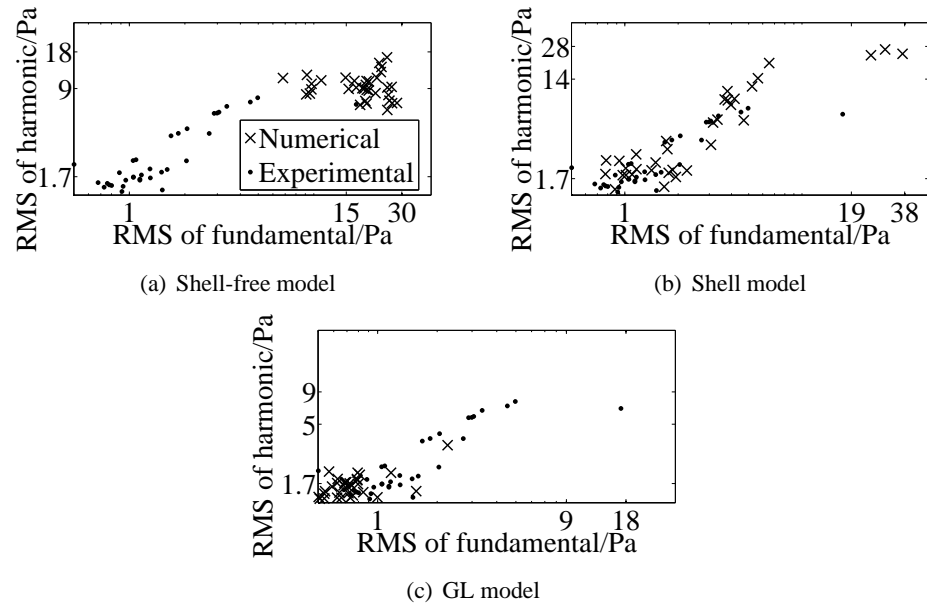 RMS of harmonic/Pa
18
9
1.7
× Numerical
• Experimental
1
15
30
RMS of fundamental/Pa
(a) Shell-free model
RMS of harmonic/Pa
28
14
1.7
1
19
38
RMS of fundamental/Pa
(b) Shell model
RMS of harmonic/Pa
9
5
1.7
1
9
18
RMS of fundamental/Pa
(c) GL model